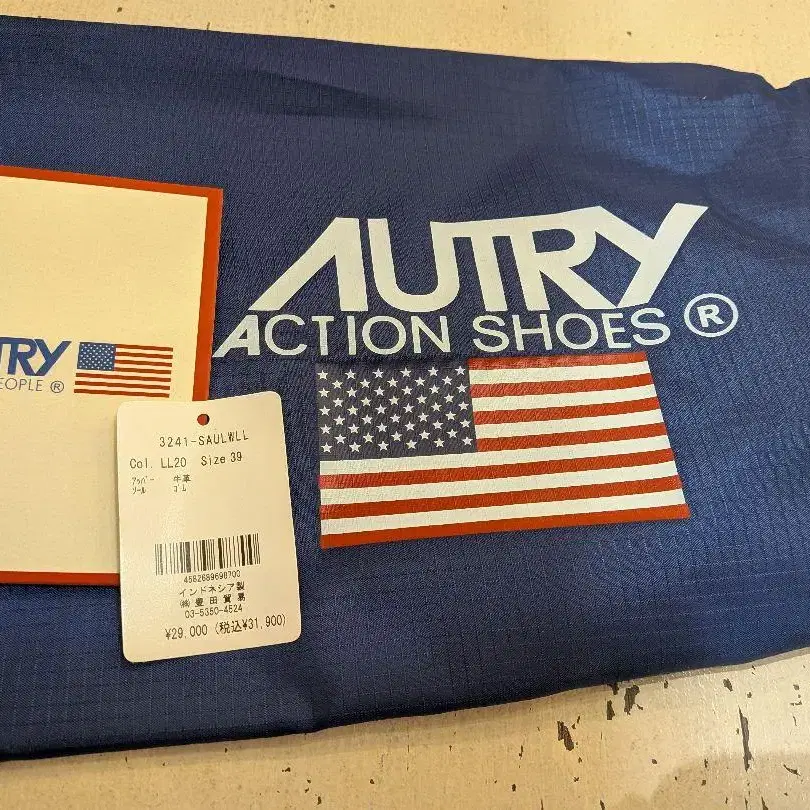 AUTRY
ACTION SHOES ®
TRY
EOPLE ®
3241-SAULWLL
Col. LL20 Size 39
アッパー 牛革
ソール ゴム
4582689698700
インドネシア製
㈱豊田貿易
03-5350-4524
¥29,000 (税込¥31,900)